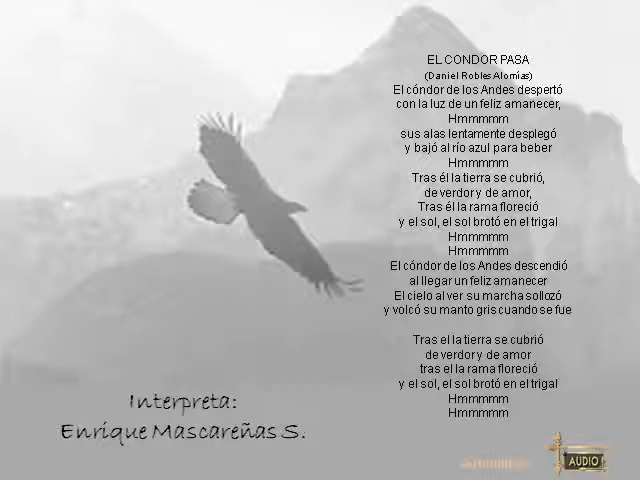 EL CONDOR PASA
(Daniel Robles Alomías)
El cóndor de los Andes despertó
con la luz de un feliz amanecer,
Hmmmmm
sus alas lentamente desplegó
y bajó al río azul para beber
Hmmmmm
Tras él la tierra se cubrió,
de verdor y de amor,
Tras él la rama floreció
y el sol, el sol brotó en el trigal
Hmmmmm
Hmmmmm
El cóndor de los Andes descendió
al llegar un feliz amanecer
El cielo al ver su marcha sollozó
y volcó su manto gris cuando se fue
Tras el la tierra se cubrió
de verdor y de amor
tras el la rama floreció
y el sol, el sol brotó en el trigal
Hmmmmm
Hmmmmm
Interpreta:
Enrique Mascareñas S.
AUDIO